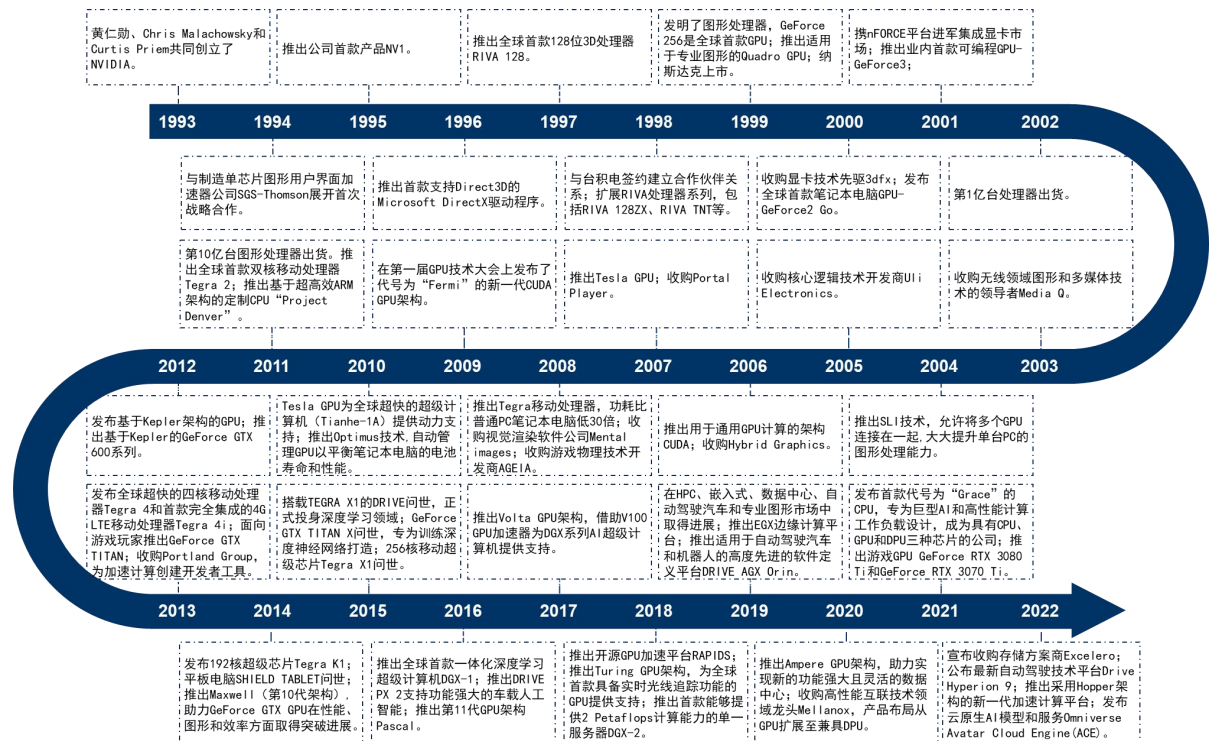 黄仁勋、Chris Malachowsky和
Curtis Priem共同创立了
NVIDIA。
推出公司首款产品NV1。
推出全球首款128位3D处理器
RIVA 128。
发明了图形处理器，GeForce
256是全球首款GPU；推出适用
于专业图形的Quadro GPU；纳
斯达克上市。
携nFORCE平台进军集成显卡市
场；推出业内首款可编程GPU-
GeForce3；
1993 1994 1995 1996 1997 1998 1999 2000 2001 2002
与制造单芯片图形用户界面加
速器公司SGS-Thomson展开首次
战略合作。
推出首款支持Direct3D的
Microsoft DirectX驱动程序。
与台积电签约建立合作伙伴关
系；扩展RIVA处理器系列，包
括RIVA 128ZX、RIVA TNT等。
收购显卡技术先驱3dfx；发布
全球首款笔记本电脑GPU-
GeForce2 Go。
第1亿台处理器出货。
第10亿台图形处理器出货。推
出全球首款双核移动处理器
Tegra 2；推出基于超高效ARM
架构的定制CPU“Project
Denver”。
在第一届GPU技术大会上发布了
代号为“Fermi”的新一代CUDA
GPU架构。
推出Tesla GPU；收购Portal
Player。
收购核心逻辑技术开发商Uli
Electronics。
收购无线领域图形和多媒体技
术的领导者Media Q。
2012 2011 2010 2009 2008 2007 2006 2005 2004 2003
发布基于Kepler架构的GPU；推
出基于Kepler的GeForce GTX
600系列。
Tesla GPU为全球超快的超级计
算机（Tianhe-1A）提供动力支
持；推出Optimus技术,自动管
理GPU以平衡笔记本电脑的电池
寿命和性能。
推出Tegra移动处理器，功耗比
普通PC笔记本电脑低30倍；收
购视觉渲染软件公司Mental
images；收购游戏物理技术开
发商AGEIA。
推出用于通用GPU计算的架构
CUDA；收购Hybrid Graphics。
推出SLI技术，允许将多个GPU
连接在一起,大大提升单台PC的
图形处理能力。
发布全球超快的四核移动处理
器Tegra 4和首款完全集成的4G
LTE移动处理器Tegra 4i；面向
游戏玩家推出GeForce GTX
TITAN；收购Portland Group，
为加速计算创建开发者工具。
搭载TEGRA X1的DRIVE问世，正
式投身深度学习领域；GeForce
GTX TITAN X问世，专为训练深
度神经网络打造；256核移动超
级芯片Tegra X1问世。
推出Volta GPU架构，借助V100
GPU加速器为DGX系列AI超级计
算机提供支持。
在HPC、嵌入式、数据中心、自
动驾驶汽车和专业图形市场中
取得进展；推出EGX边缘计算平
台；推出适用于自动驾驶汽车
和机器人的高度先进的软件定
义平台DRIVE AGX Orin。
发布首款代号为“Grace”的
CPU，专为巨型AI和高性能计算
工作负载设计，成为具有CPU、
GPU和DPU三种芯片的公司；推
出游戏GPU GeForce RTX 3080
Ti和GeForce RTX 3070 Ti。
2013 2014 2015 2016 2017 2018 2019 2020 2021 2022
发布192核超级芯片Tegra K1；
平板电脑SHIELD TABLET问世；
推出Maxwell（第10代架构）,
助力GeForce GTX GPU在性能、
图形和效率方面取得突破进展。
推出全球首款一体化深度学习
超级计算机DGX-1；推出DRIVE
PX 2支持功能强大的车载人工
智能；推出第11代GPU架构
Pascal。
推出开源GPU加速平台RAPIDS；
推出Turing GPU架构，为全球
首款具备实时光线追踪功能的
GPU提供支持；推出首款能够提
供2 Petaflops计算能力的单一
服务器DGX-2。
推出Ampere GPU架构，助力实
现新的功能强大且灵活的数
据中心；收购高性能互联技术领
域龙头Mellanox，产品布局从
GPU扩展至兼具DPU。
宣布收购存储方案商Excelero；
公布最新自动驾驶技术平台Drive
Hyperion 9；推出采用Hopper架
构的新一代加速计算平台；发布
云原生AI模型和服务Omniverse
Avatar Cloud Engine(ACE)。